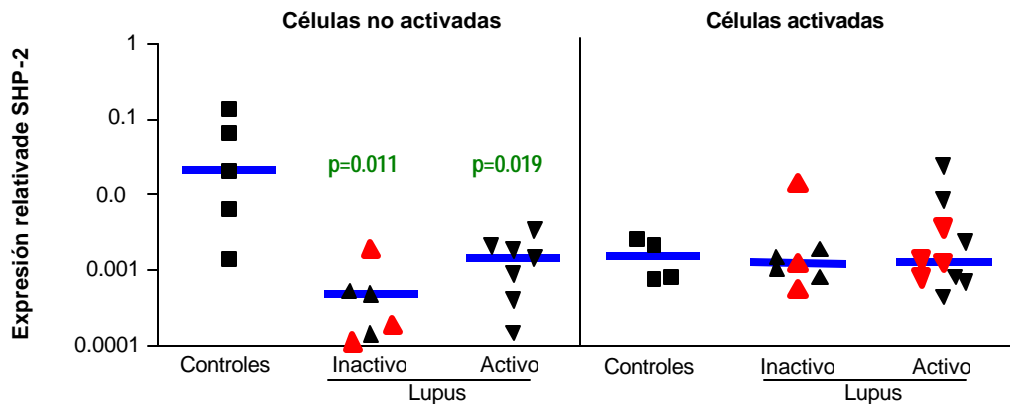 Células no activadas
Células activadas
Expresión relativade SHP-2
1
0.1
0.0
0.001
0.0001
p=0.011
p=0.019
Controles
Inactivo
Activo
Controles
Inactivo
Activo
Lupus
Lupus